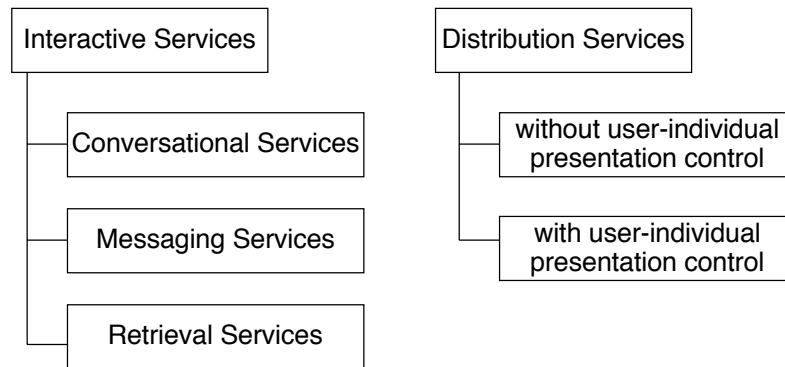 Interactive Services
Conversational Services
Messaging Services
Retrieval Services
Distribution Services
without user-individual
presentation control
with user-individual
presentation control